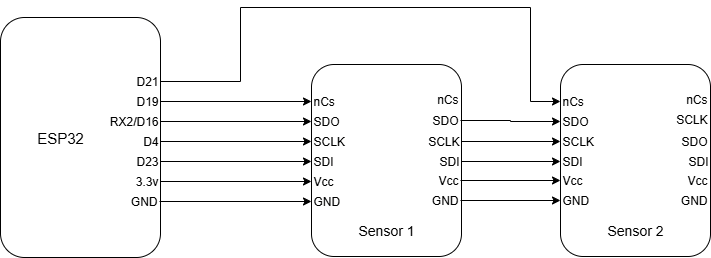 ESP32
D21
D19
RX2/D16
D4
D23
3.3v
GND
nCs
SDO
SCLK
SDI
Vcc
GND
nCs
SDO
SCLK
SDI
Vcc
GND
Sensor 1
nCs
SDO
SCLK
SDI
Vcc
GND
nCs
SCLK
SDO
SDI
Vcc
GND
Sensor 2